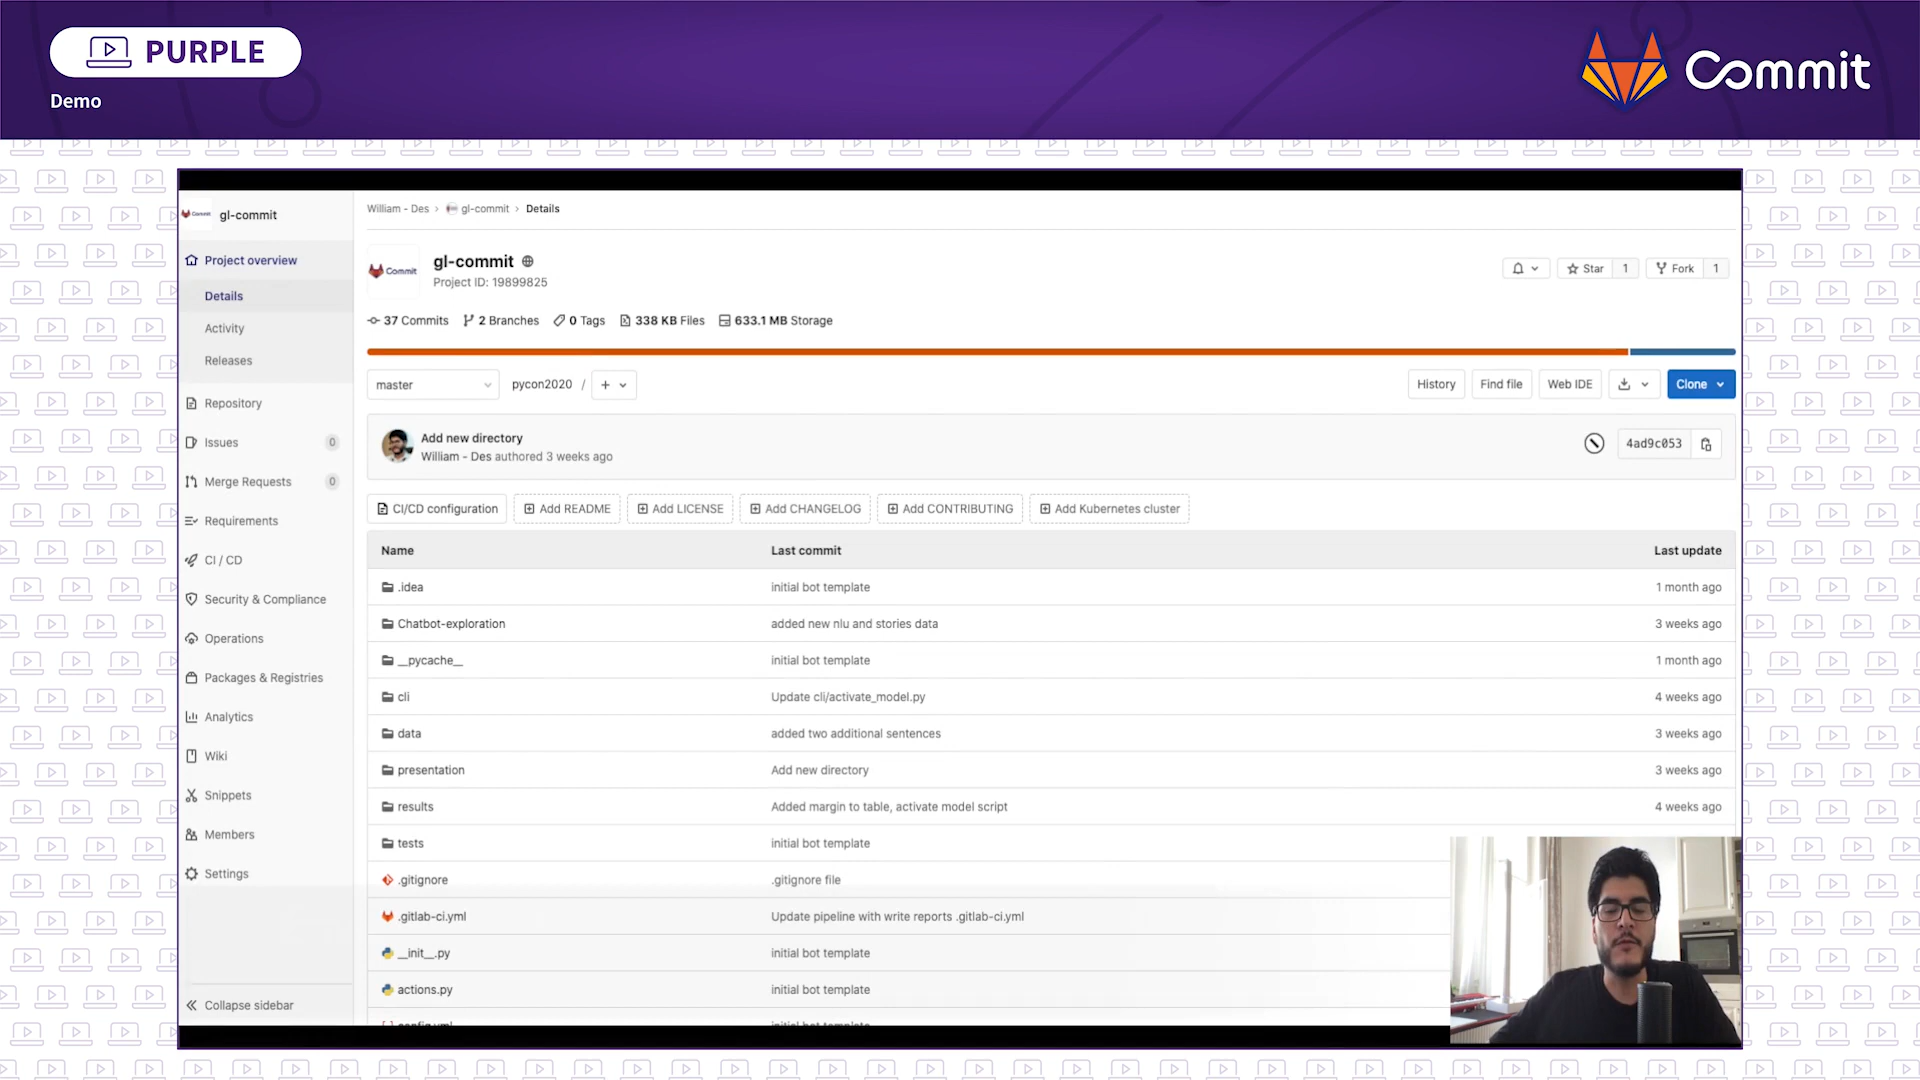 PURPLE
Demo
Commit
Commit
gl-commit
Project overview
Details
Activity
Releases
Repository
Issues 0
Merge Requests 0
Requirements
CI / CD
Security & Compliance
Operations
Packages & Registries
Analytics
Wiki
Snippets
Members
Settings
Collapse sidebar
William - Des › gl-commit › Details
Commit
gl-commit
Project ID: 19899825
Star 1
Fork 1
37 Commits 2 Branches 0 Tags 338 KB Files 633.1 MB Storage
master pycon2020 / +
History Find file Web IDE Clone
Add new directory
William - Des authored 3 weeks ago
4ad9c053
CI/CD configuration Add README Add LICENSE Add CHANGELOG Add CONTRIBUTING Add Kubernetes cluster
Name Last commit Last update
.idea initial bot template 1 month ago
Chatbot-exploration added new nlu and stories data 3 weeks ago
__pycache__ initial bot template 1 month ago
cli Update cli/activate_model.py 4 weeks ago
data added two additional sentences 3 weeks ago
presentation Add new directory 3 weeks ago
results Added margin to table, activate model script 4 weeks ago
tests initial bot template
.gitignore .gitignore file
.gitlab-ci.yml Update pipeline with write reports .gitlab-ci.yml
__init__.py initial bot template
actions.py initial bot template
config.yml initial bot template